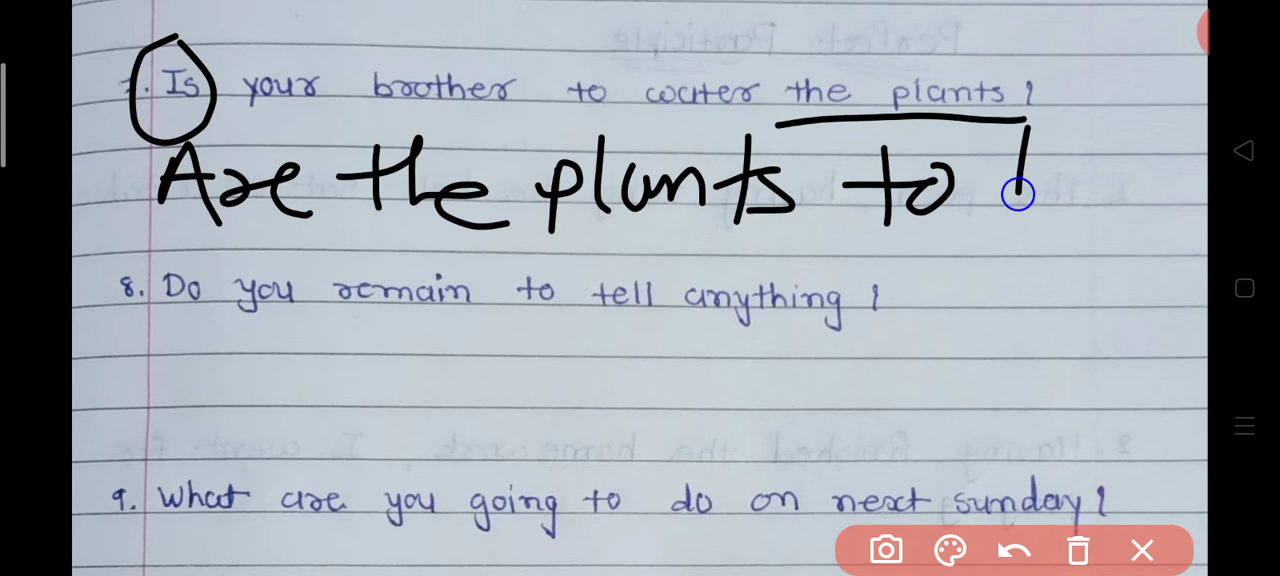 7. Is your brother to water the plants ?
Are the plants to
8. Do you remain to tell anything ?
9. What are you going to do on next sunday ?